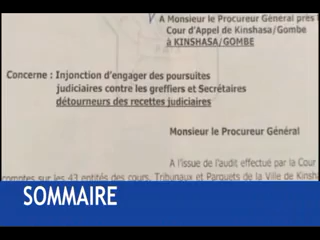 A Monsieur le Procureur Général près
Cour d'Appel de Kinshasa/Gombe
à KINSHASA/GOMBE
Concerne : Injonction d'engager des poursuites
judiciaires contre les greffiers et Secrétaires
détourneurs des recettes judiciaires
Monsieur le Procureur Général
A l'issue de l'audit effectué par la Cour
comptes sur les 43 entités des cours, Tribunaux et Parquets de la Ville de Kinsha
SOMMAIRE